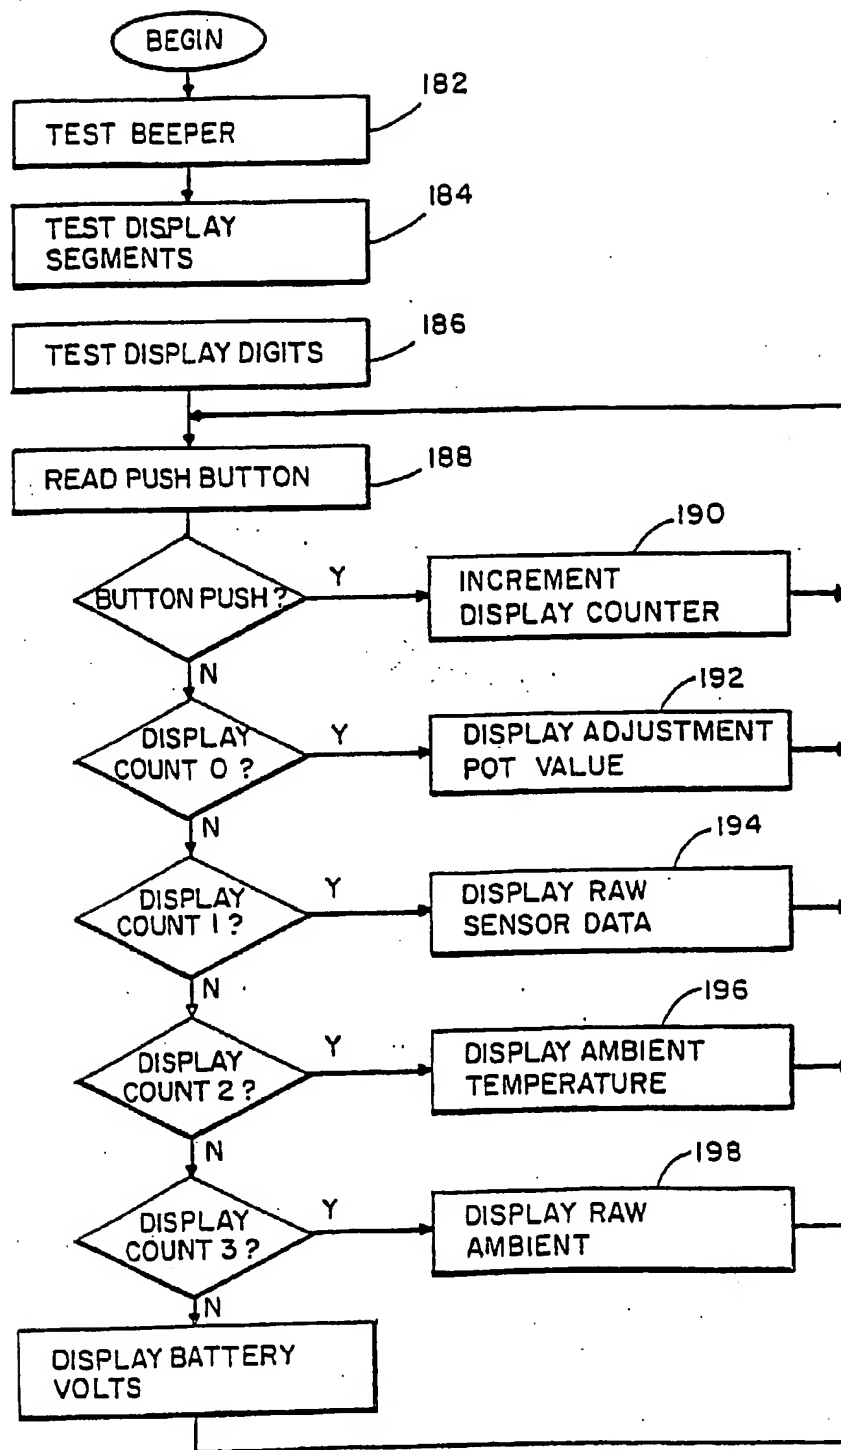 BEGIN
182
TEST BEEPER
184
TEST DISPLAY
SEGMENTS
186
TEST DISPLAY DIGITS
188
READ PUSH BUTTON
190
BUTTON PUSH?
Y
INCREMENT
DISPLAY COUNTER
N
192
DISPLAY
COUNT 0?
Y
DISPLAY ADJUSTMENT
POT VALUE
N
194
DISPLAY
COUNT 1?
Y
DISPLAY RAW
SENSOR DATA
N
196
DISPLAY
COUNT 2?
Y
DISPLAY AMBIENT
TEMPERATURE
N
198
DISPLAY
COUNT 3?
Y
DISPLAY RAW
AMBIENT
N
DISPLAY BATTERY
VOLTS